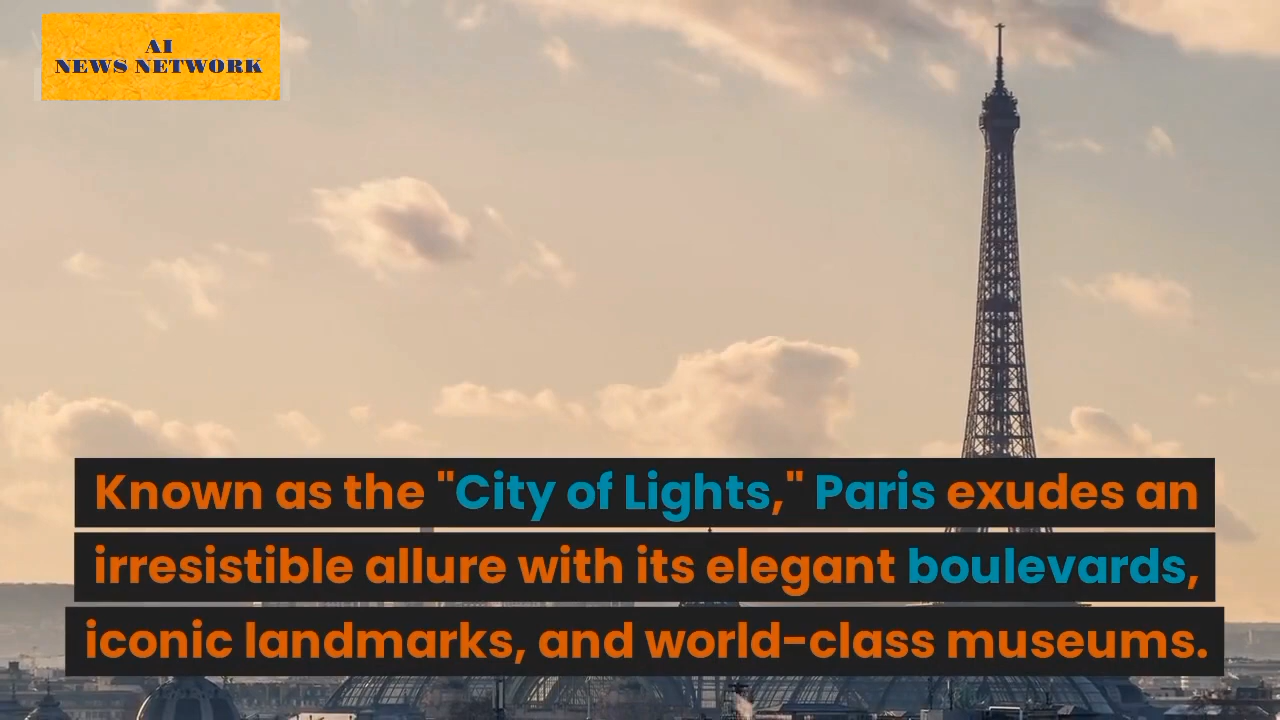 AI
NEWS NETWORK
Known as the "City of Lights," Paris exudes an
irresistible allure with its elegant boulevards,
iconic landmarks, and world-class museums.